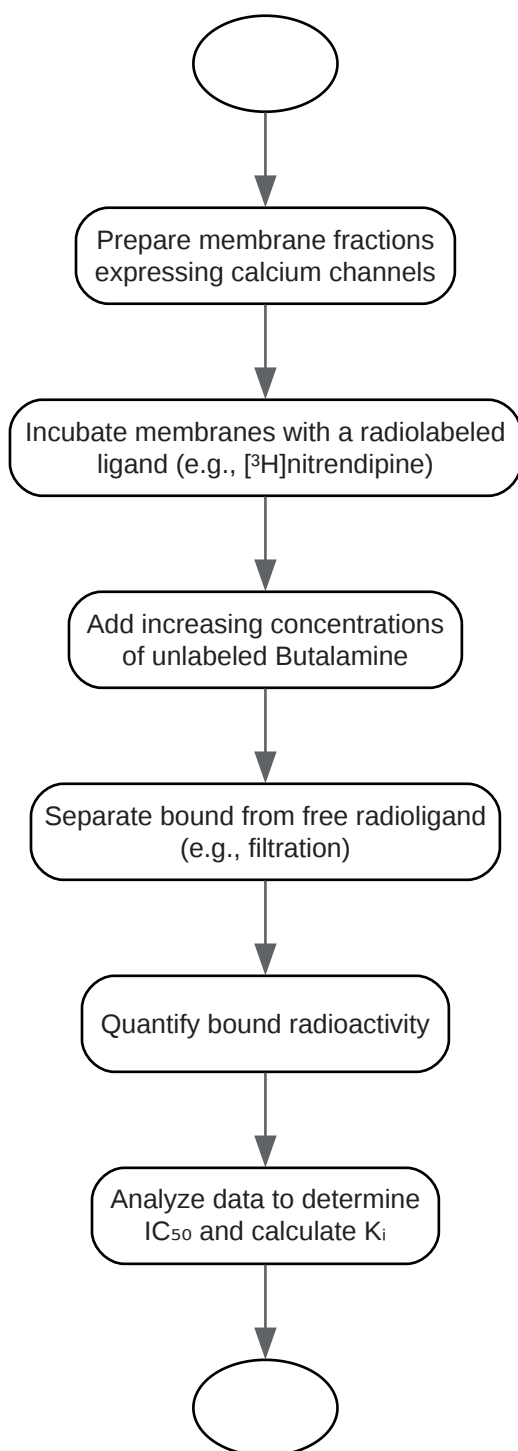 Prepare membrane fractions
expressing calcium channels
Incubate membranes with a radiolabeled
ligand (e.g., [³H]nitrendipine)
Add increasing concentrations
of unlabeled Butalamine
Separate bound from free radioligand
(e.g., filtration)
Quantify bound radioactivity
Analyze data to determine
IC₅₀ and calculate Kᵢ